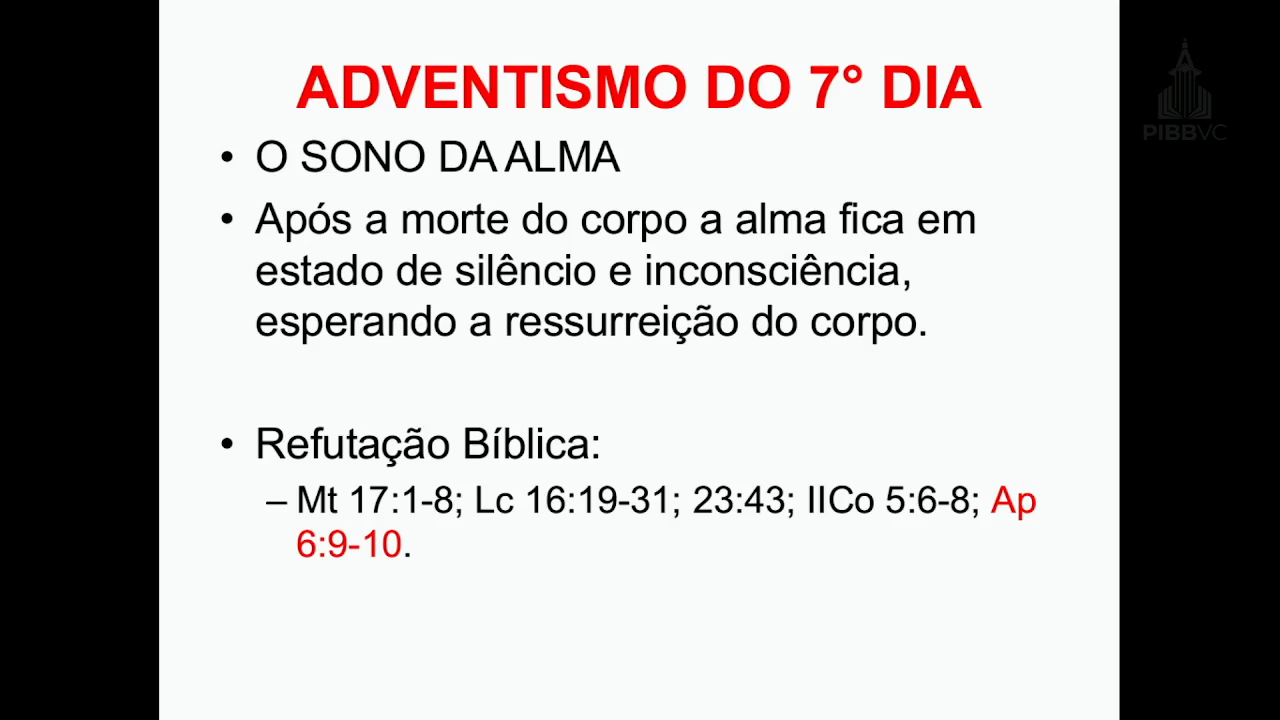 ADVENTISMO DO 7° DIA
• O SONO DA ALMA
• Após a morte do corpo a alma fica em
estado de silêncio e inconsciência,
esperando a ressurreição do corpo.
• Refutação Bíblica:
– Mt 17:1-8; Lc 16:19-31; 23:43; IICo 5:6-8; Ap
6:9-10.
PIBBVC